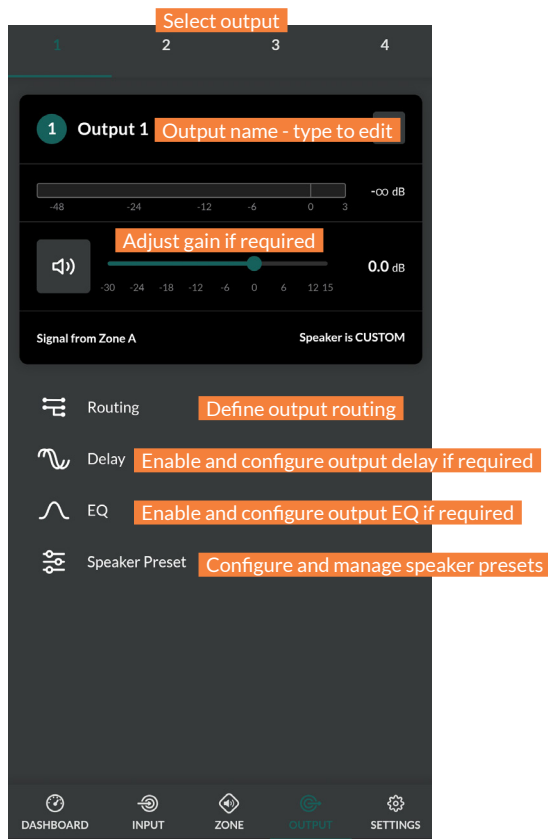 Select output
1 2 3 4
1 Output 1 Output name - type to edit
-∞ dB
-48 -24 -12 -6 0 3
Adjust gain if required
0.0 dB
-30 -24 -18 -12 -6 0 6 12 15
Signal from Zone A Speaker is CUSTOM
Routing Define output routing
Delay Enable and configure output delay if required
EQ Enable and configure output EQ if required
Speaker Preset Configure and manage speaker presets
DASHBOARD INPUT ZONE OUTPUT SETTINGS